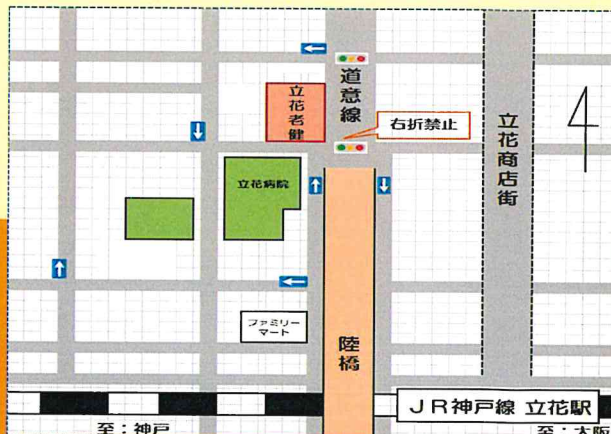 道意線
立花老健
右折禁止
立花商店街
立花病院
ファミリー
マート
陸橋
JR神戸線 立花駅
至：神戸
至：大阪